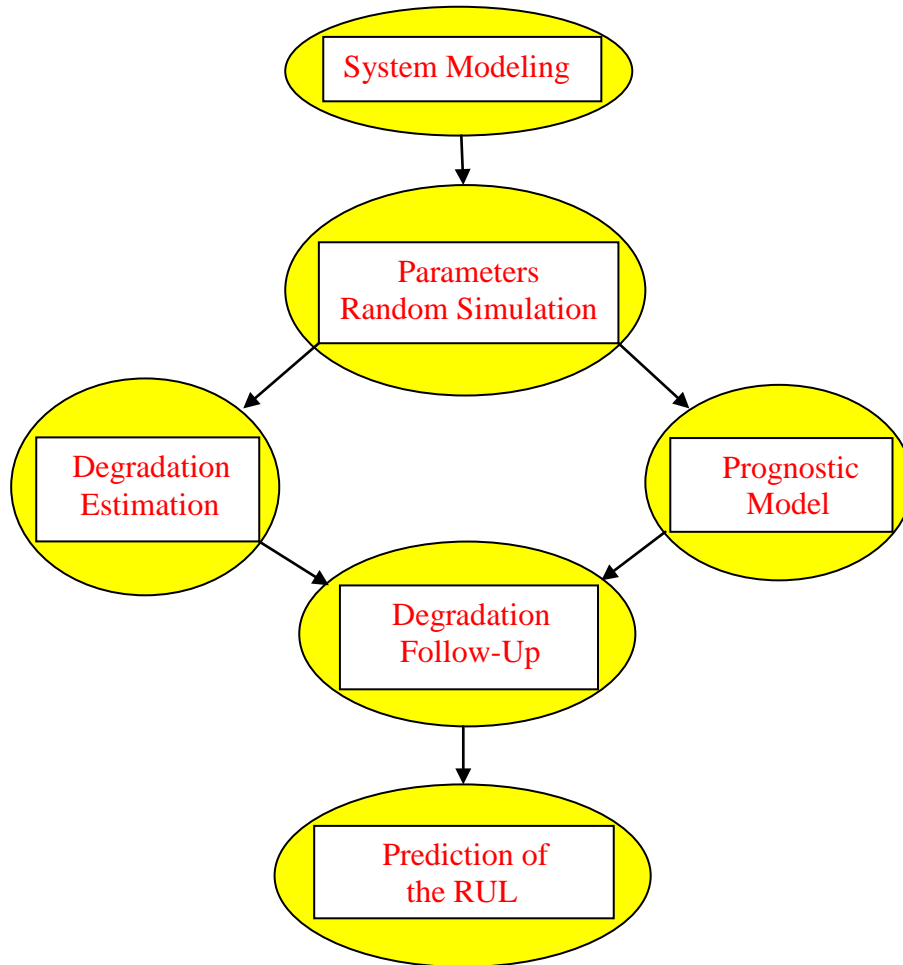 System Modeling
Parameters
Random Simulation
Degradation
Estimation
Prognostic
Model
Degradation
Follow-Up
Prediction of
the RUL